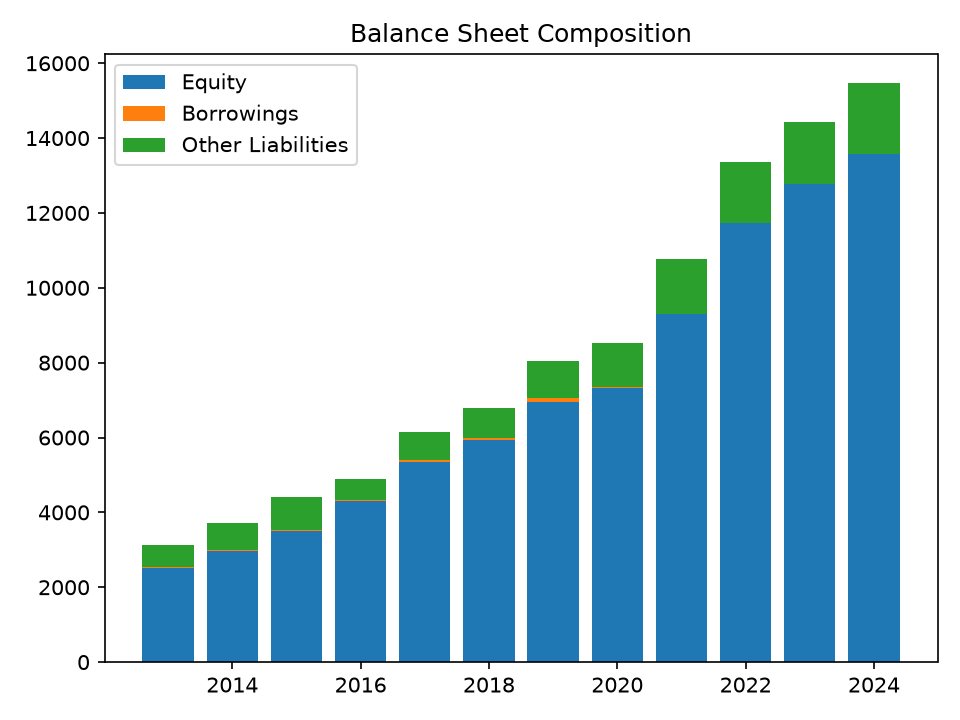 Balance Sheet Composition
16000
14000
12000
10000
8000
6000
4000
2000
0
Equity
Borrowings
Other Liabilities
2014 2016 2018 2020 2022 2024